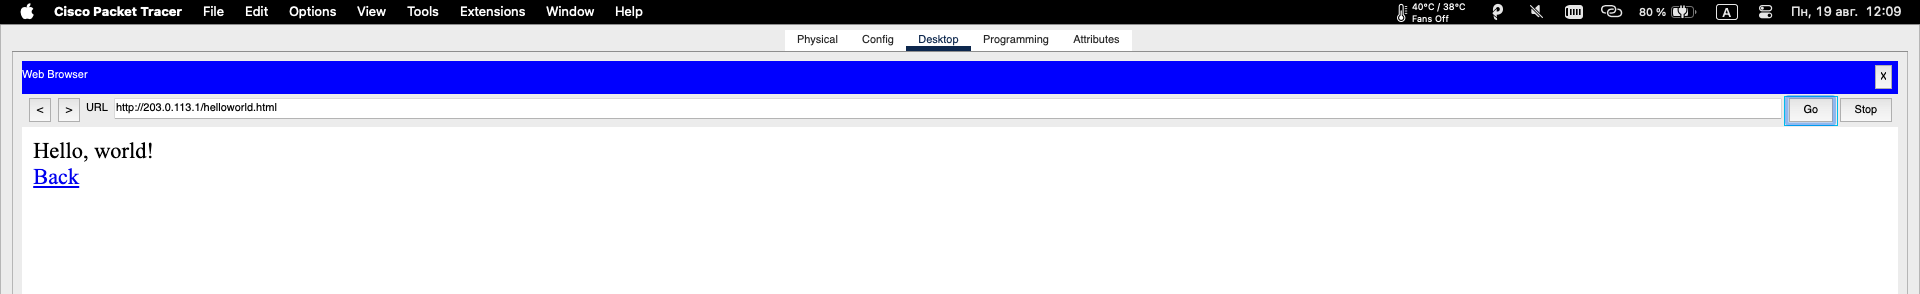 Cisco Packet Tracer File Edit Options View Tools Extensions Window Help 40°C / 38°C Fans Off 80 % A Пн, 19 авг. 12:09
Physical Config Desktop Programming Attributes
Web Browser X
< > URL http://203.0.113.1/helloworld.html Go Stop
Hello, world!
Back